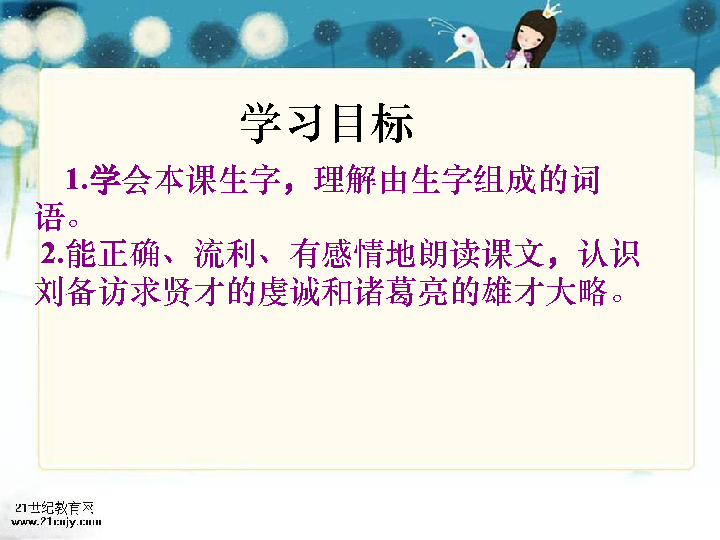 学习目标
1.学会本课生字，理解由生字组成的词
语。
2.能正确、流利、有感情地朗读课文，认识
刘备访求贤才的虔诚和诸葛亮的雄才大略。
21世纪教育网
www.21cnjy.com